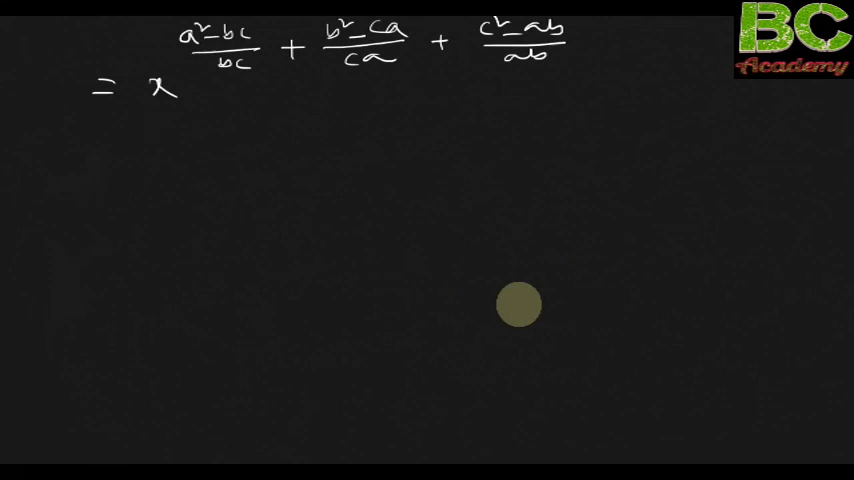 a²-bc/bc + b²-ca/ca + c²-ab/ab
= x
BC
Academy